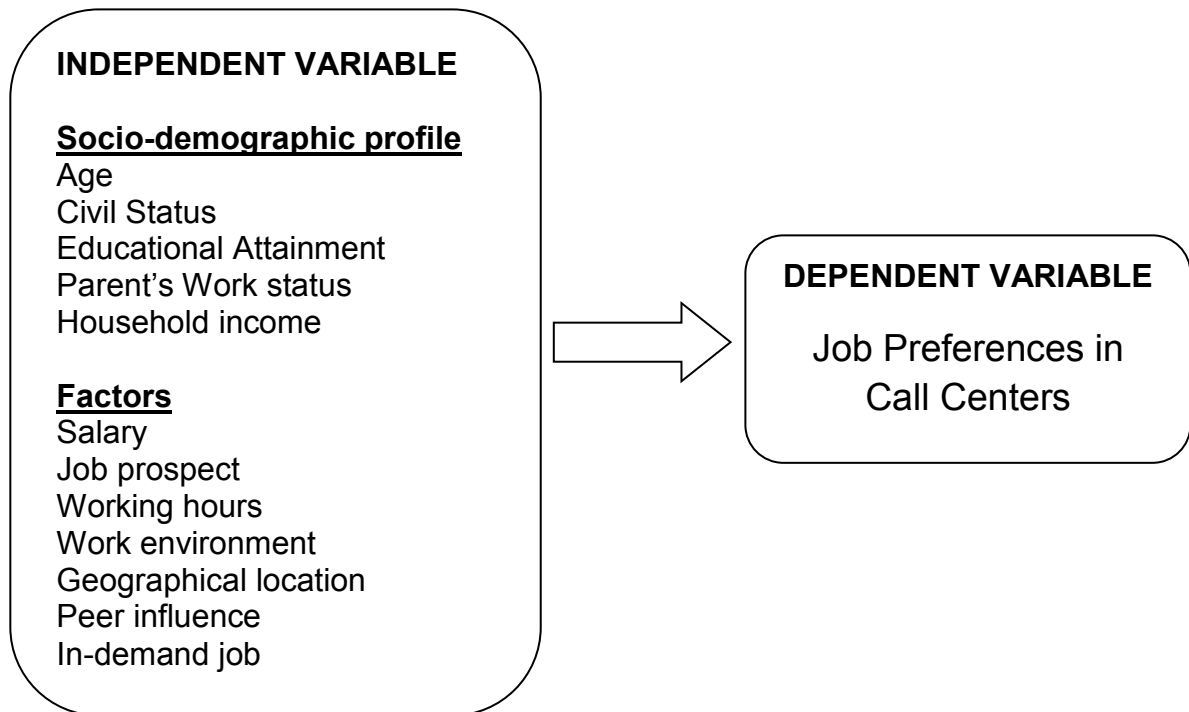 INDEPENDENT VARIABLE
Socio-demographic profile
Age
Civil Status
Educational Attainment
Parent’s Work status
Household income
Factors
Salary
Job prospect
Working hours
Work environment
Geographical location
Peer influence
In-demand job
DEPENDENT VARIABLE
Job Preferences in
Call Centers